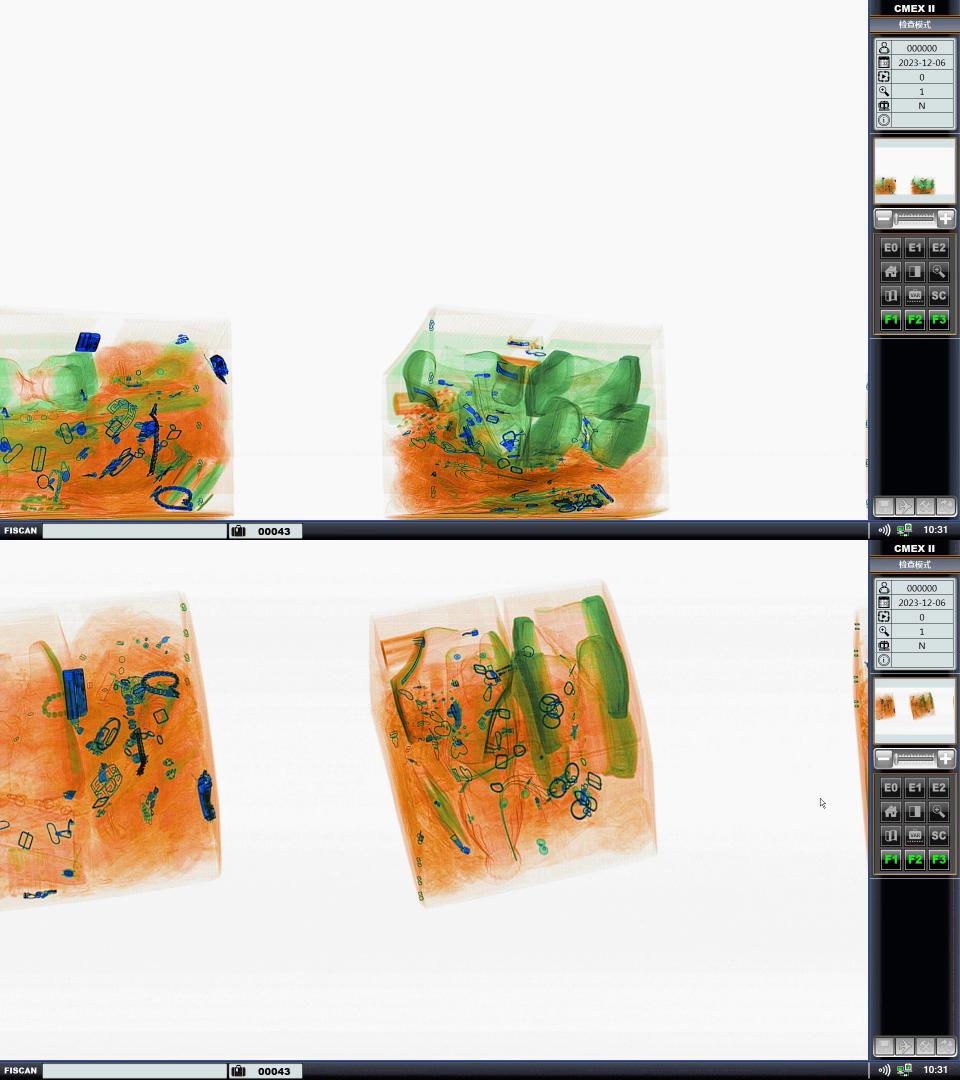 CMEX II
检查模式
000000
2023-12-06
0
1
N
E0 E1 E2
VAR SC
F1 F2 F3
FISCAN 00043 10:31
CMEX II
检查模式
000000
2023-12-06
0
1
N
E0 E1 E2
VAR SC
F1 F2 F3
FISCAN 00043 10:31